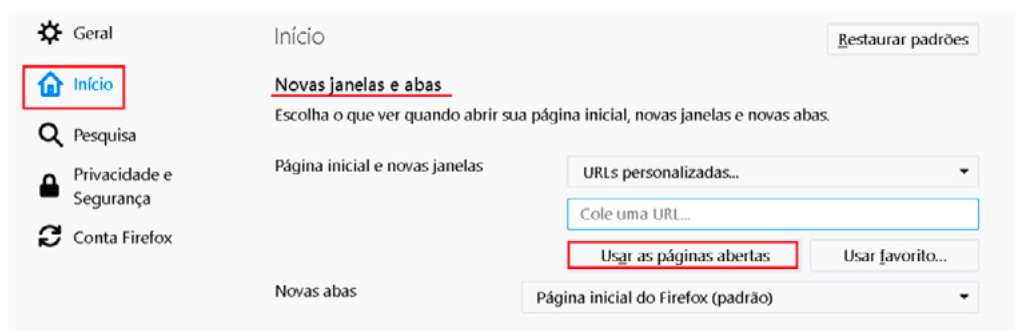 Geral
Início
Pesquisa
Privacidade e
Segurança
Conta Firefox
Início
Restaurar padrões
Novas janelas e abas
Escolha o que ver quando abrir sua página inicial, novas janelas e novas abas.
Página inicial e novas janelas
URLs personalizadas...
Cole uma URL...
Usar as páginas abertas
Usar favorito...
Novas abas
Página inicial do Firefox (padrão)